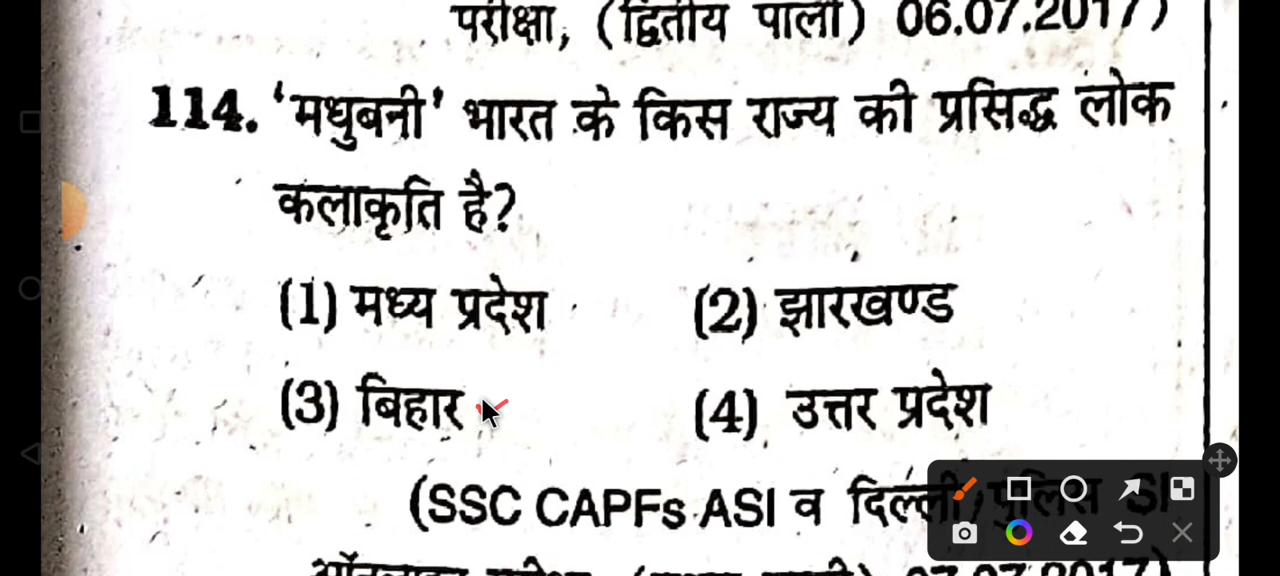 परीक्षा, (द्वितीय पाली) 06.07.2017)
114. 'मधुबनी' भारत के किस राज्य की प्रसिद्ध लोक
कलाकृति है?
(1) मध्य प्रदेश (2) झारखण्ड
(3) बिहार (4) उत्तर प्रदेश
(SSC CAPFs ASI व दिल्ली पुलिस SI